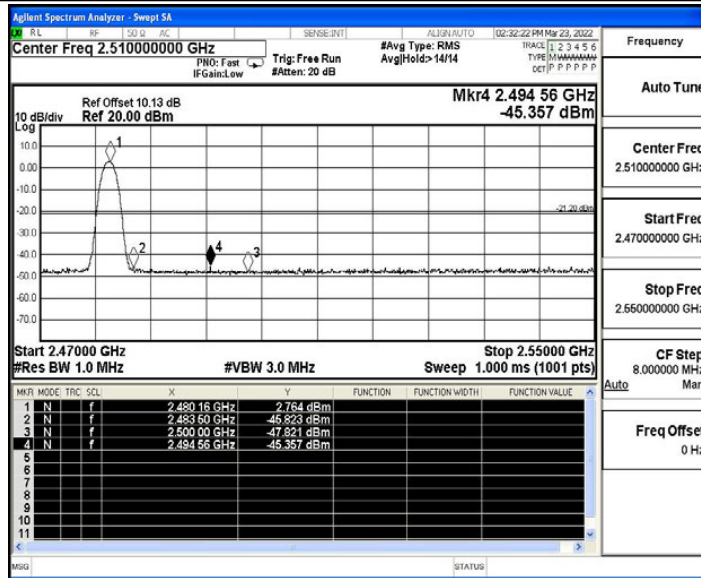 Agilent Spectrum Analyzer - Swept SA
RL RF 50 Ω AC SENSE:INT ALIGNAUTO 02:32:22 PM Mar 23, 2022
Center Freq 2.510000000 GHz
#Avg Type: RMS
Avg|Hold:>14/14
TRACE 1 2 3 4 5 6
TYPE MWWWWW
DET P P P P P P
PNO: Fast
IFGain:Low
Trig: Free Run
#Atten: 20 dB
Frequency
Auto Tune
Center Freq
2.510000000 GHz
Start Freq
2.470000000 GHz
Stop Freq
2.550000000 GHz
CF Step
8.000000 MHz
Auto Man
Freq Offset
0 Hz
Ref Offset 10.13 dB
10 dB/div Ref 20.00 dBm
Log
Mkr4 2.494 56 GHz
-45.357 dBm
10.0
0.00
-10.0
-20.0
-30.0
-40.0
-50.0
-60.0
-70.0
1
2
4
3
-21.20 dBm
Start 2.47000 GHz Stop 2.55000 GHz
#Res BW 1.0 MHz #VBW 3.0 MHz Sweep 1.000 ms (1001 pts)
MKR MODE TRC SCL X Y FUNCTION FUNCTION WIDTH FUNCTION VALUE
1 N f 2.480 16 GHz 2.764 dBm
2 N f 2.483 50 GHz -45.823 dBm
3 N f 2.500 00 GHz -47.821 dBm
4 N f 2.494 56 GHz -45.357 dBm
5
6
7
8
9
10
11
MSG STATUS